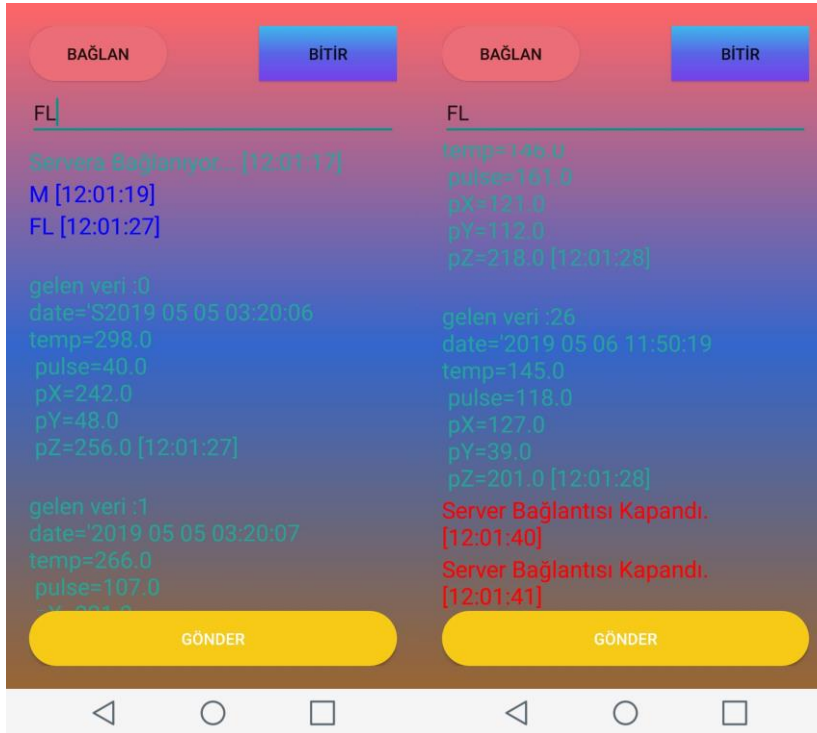 BAĞLAN
BİTİR
FL
Servera Bağlanıyor... [12:01:17]
M [12:01:19]
FL [12:01:27]
gelen veri :0
date='S2019 05 05 03:20:06
temp=298.0
pulse=40.0
pX=242.0
pY=48.0
pZ=256.0 [12:01:27]
gelen veri :1
date='2019 05 05 03:20:07
temp=266.0
pulse=107.0
GÖNDER
BAĞLAN
BİTİR
FL
temp=146.0
pulse=161.0
pX=121.0
pY=112.0
pZ=218.0 [12:01:28]
gelen veri :26
date='2019 05 06 11:50:19
temp=145.0
pulse=118.0
pX=127.0
pY=39.0
pZ=201.0 [12:01:28]
Server Bağlantısı Kapandı.
[12:01:40]
Server Bağlantısı Kapandı.
[12:01:41]
GÖNDER